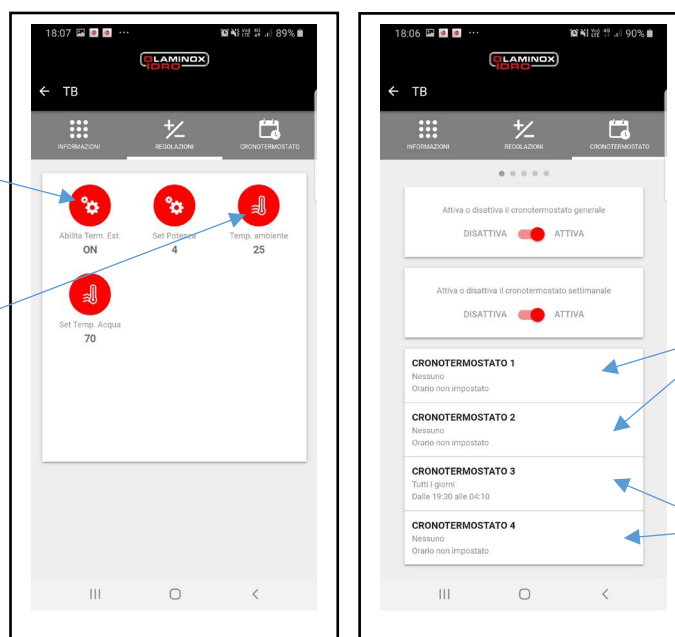 18:07 89%
LAMINOX
IDRO
TB
INFORMAZIONI REGOLAZIONI CRONOTERMOSTATO
Abilita Term. Est. Set Potenza Temp. ambiente
ON 4 25
Set Temp. Acqua
70
18:06 90%
LAMINOX
IDRO
TB
INFORMAZIONI REGOLAZIONI CRONOTERMOSTATO
Attiva o disattiva il cronotermostato generale
DISATTIVA ATTIVA
Attiva o disattiva il cronotermostato settimanale
DISATTIVA ATTIVA
CRONOTERMOSTATO 1
Nessuno
Orario non impostato
CRONOTERMOSTATO 2
Nessuno
Orario non impostato
CRONOTERMOSTATO 3
Tutti i giorni
Dalle 19:30 alle 04:10
CRONOTERMOSTATO 4
Nessuno
Orario non impostato